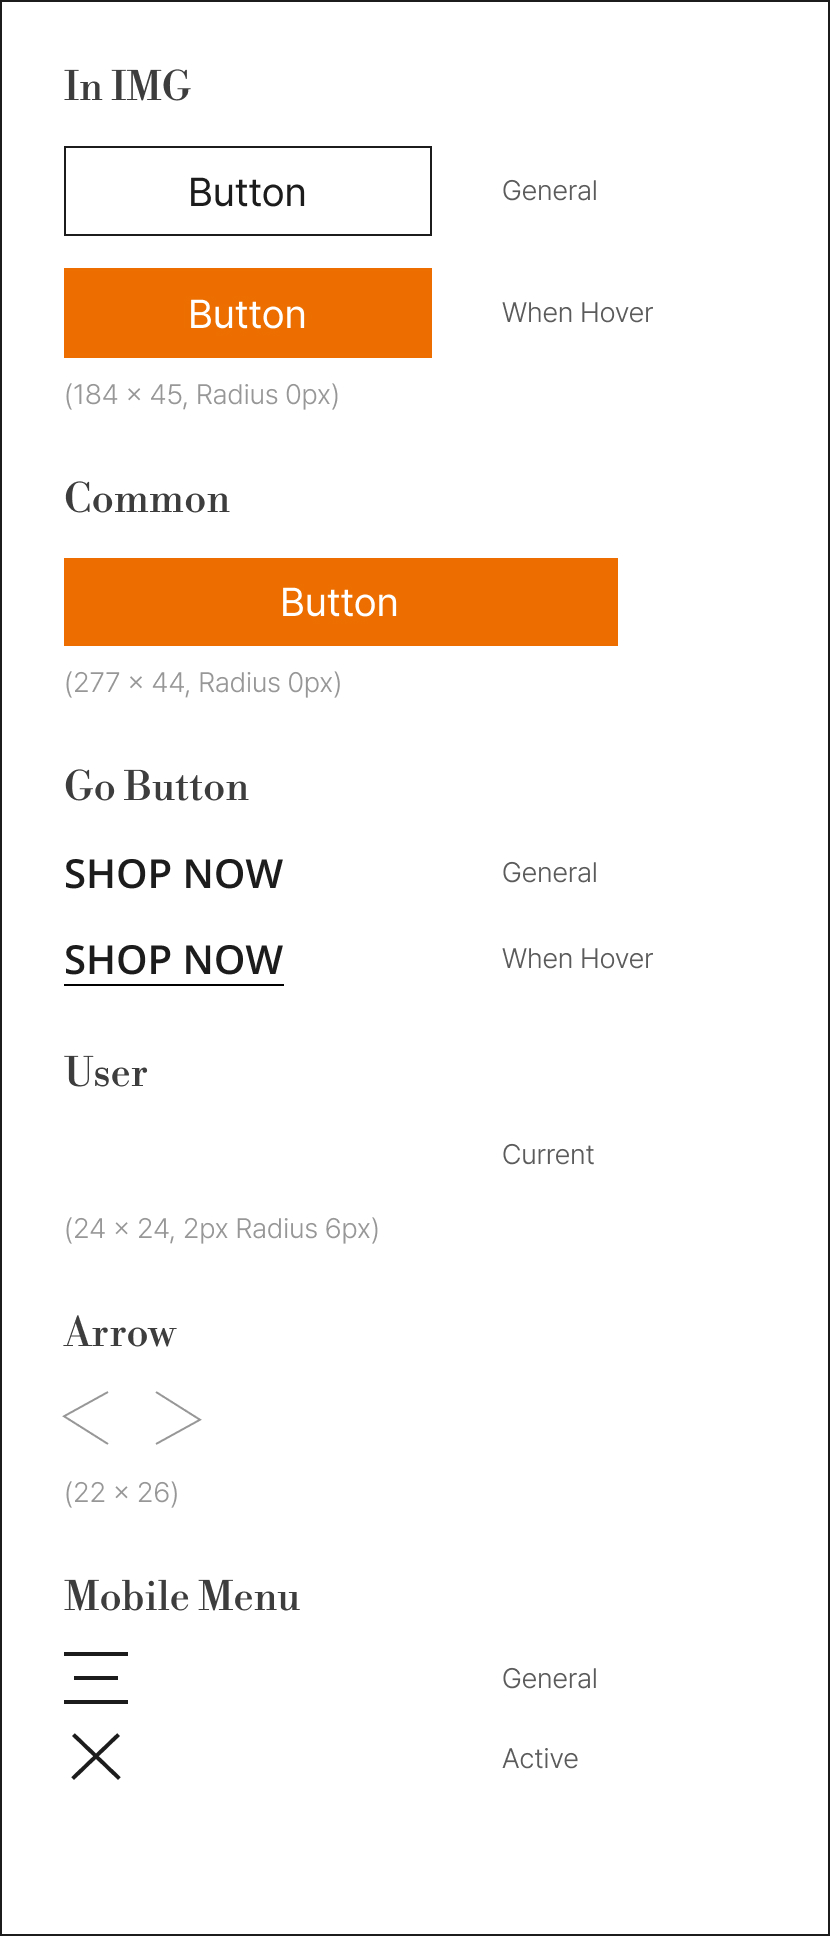 In IMG
Button
General
Button
When Hover
(184 × 45, Radius 0px)
Common
Button
(277 × 44, Radius 0px)
Go Button
SHOP NOW
General
SHOP NOW
When Hover
User
Current
(24 × 24, 2px Radius 6px)
Arrow
(22 × 26)
Mobile Menu
General
Active